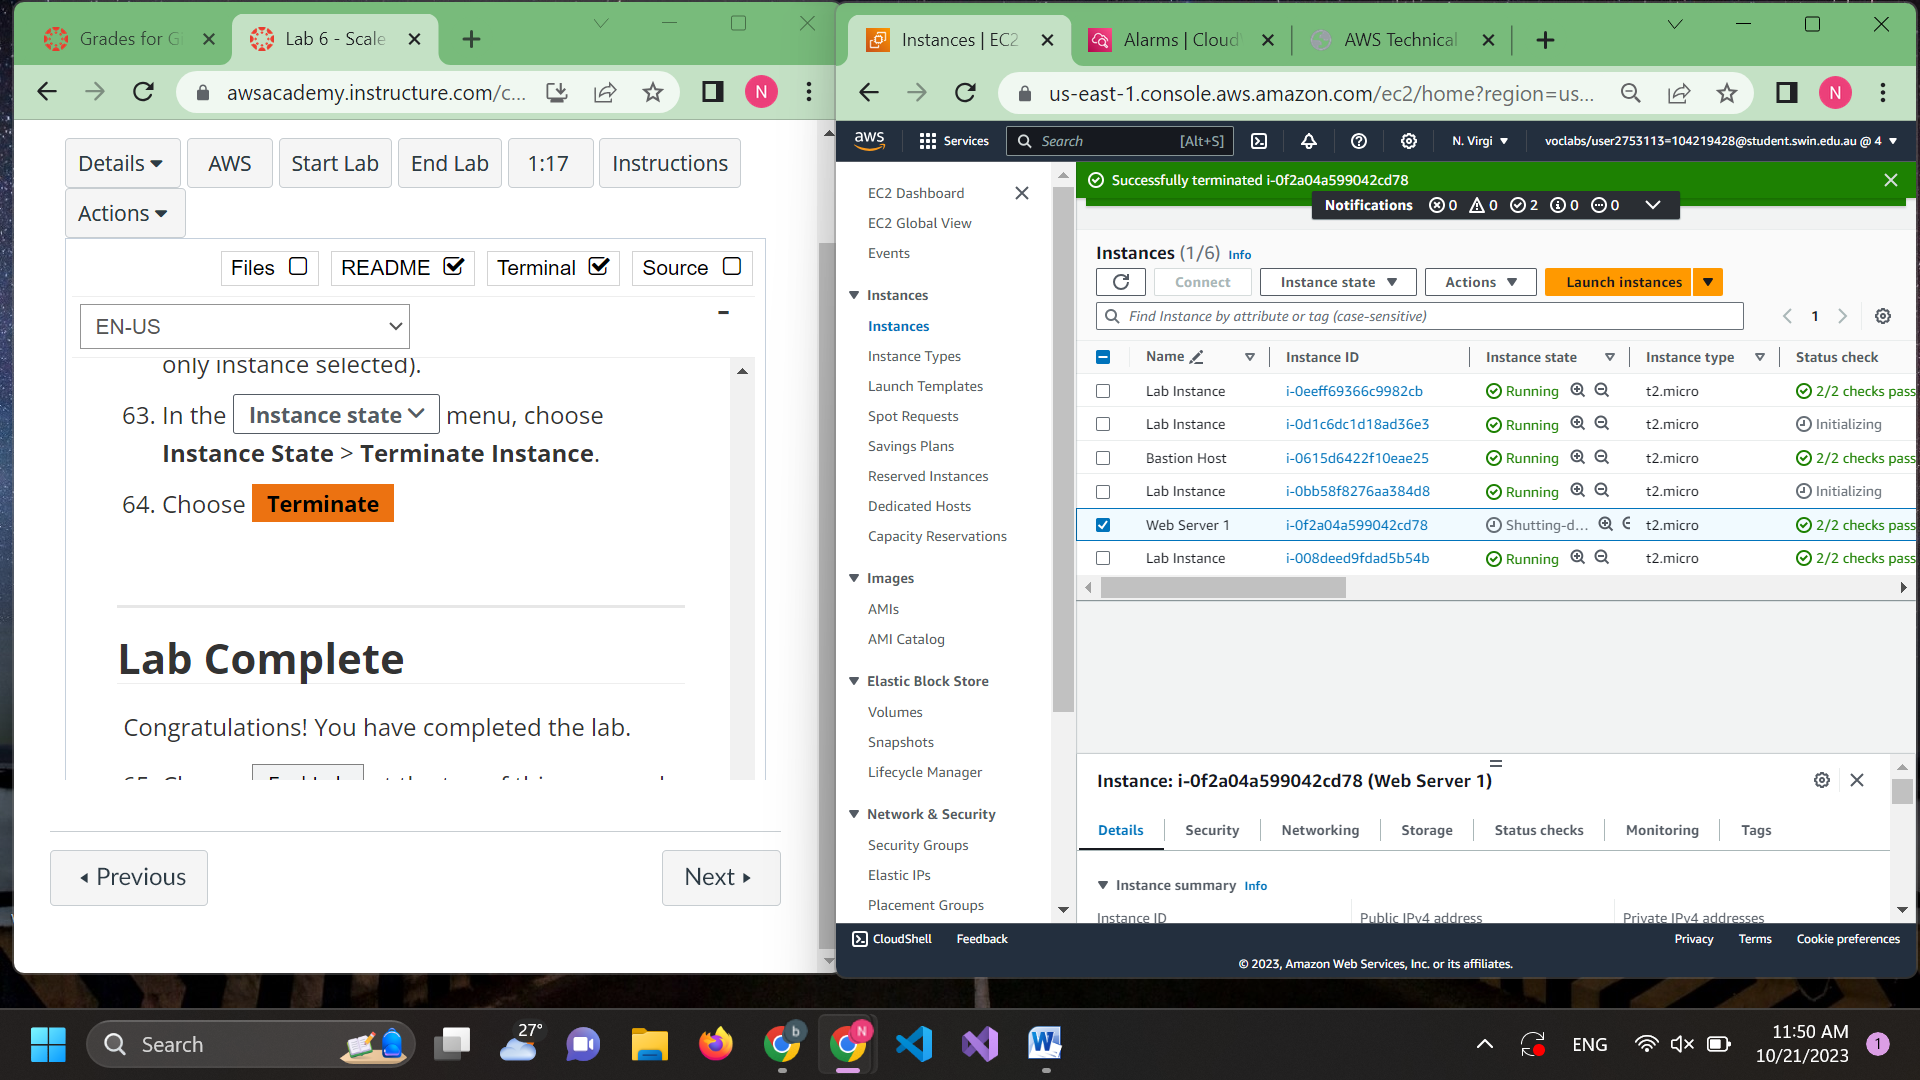 Grades for Gi
Lab 6 - Scale
awsacademy.instructure.com/c...
N
Details
AWS
Start Lab
End Lab
1:17
Instructions
Actions
Files
README
Terminal
Source
EN-US
-
only instance selected).
63. In the Instance state menu, choose
Instance State > Terminate Instance.
64. Choose Terminate
Lab Complete
Congratulations! You have completed the lab.
Previous
Next
Instances | EC2
Alarms | Cloud
AWS Technical
us-east-1.console.aws.amazon.com/ec2/home?region=us...
N
aws
Services
Search
[Alt+S]
N. Virgi
voclabs/user2753113=104219428@student.swin.edu.au @ 4
EC2 Dashboard
EC2 Global View
Events
Instances
Instances
Instance Types
Launch Templates
Spot Requests
Savings Plans
Reserved Instances
Dedicated Hosts
Capacity Reservations
Images
AMIs
AMI Catalog
Elastic Block Store
Volumes
Snapshots
Lifecycle Manager
Network & Security
Security Groups
Elastic IPs
Placement Groups
Successfully terminated i-0f2a04a599042cd78
Notifications 0 0 2 0 0
Instances (1/6) Info
Connect
Instance state
Actions
Launch instances
Find Instance by attribute or tag (case-sensitive)
1
Name Instance ID Instance state Instance type Status check
Lab Instance i-0eeff69366c9982cb Running t2.micro 2/2 checks pass
Lab Instance i-0d1c6dc1d18ad36e3 Running t2.micro Initializing
Bastion Host i-0615d6422f10eae25 Running t2.micro 2/2 checks pass
Lab Instance i-0bb58f8276aa384d8 Running t2.micro Initializing
Web Server 1 i-0f2a04a599042cd78 Shutting-d... t2.micro 2/2 checks pass
Lab Instance i-008deed9fdad5b54b Running t2.micro 2/2 checks pass
Instance: i-0f2a04a599042cd78 (Web Server 1)
Details
Security
Networking
Storage
Status checks
Monitoring
Tags
Instance summary Info
Instance ID
Public IPv4 address
Private IPv4 addresses
CloudShell
Feedback
Privacy
Terms
Cookie preferences
© 2023, Amazon Web Services, Inc. or its affiliates.
Search
27°
b
N
W
ENG
11:50 AM
10/21/2023
1